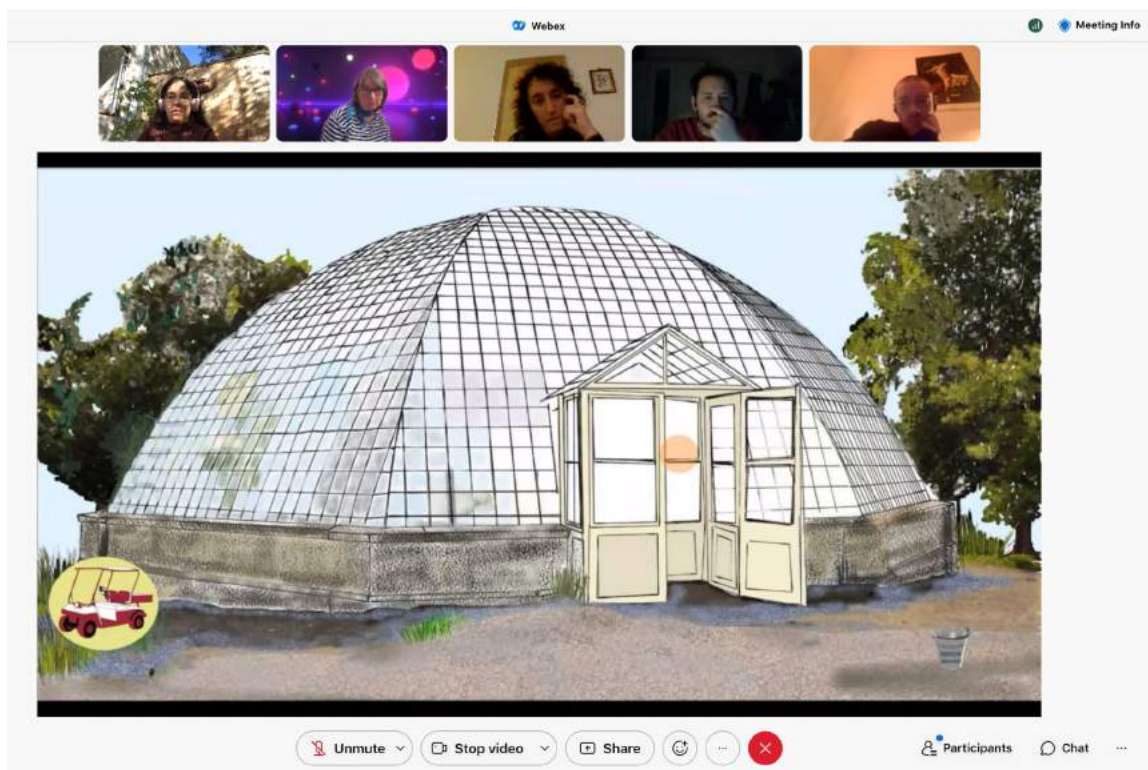 Webex
Meeting Info
Unmute
Stop video
Share
Participants
Chat